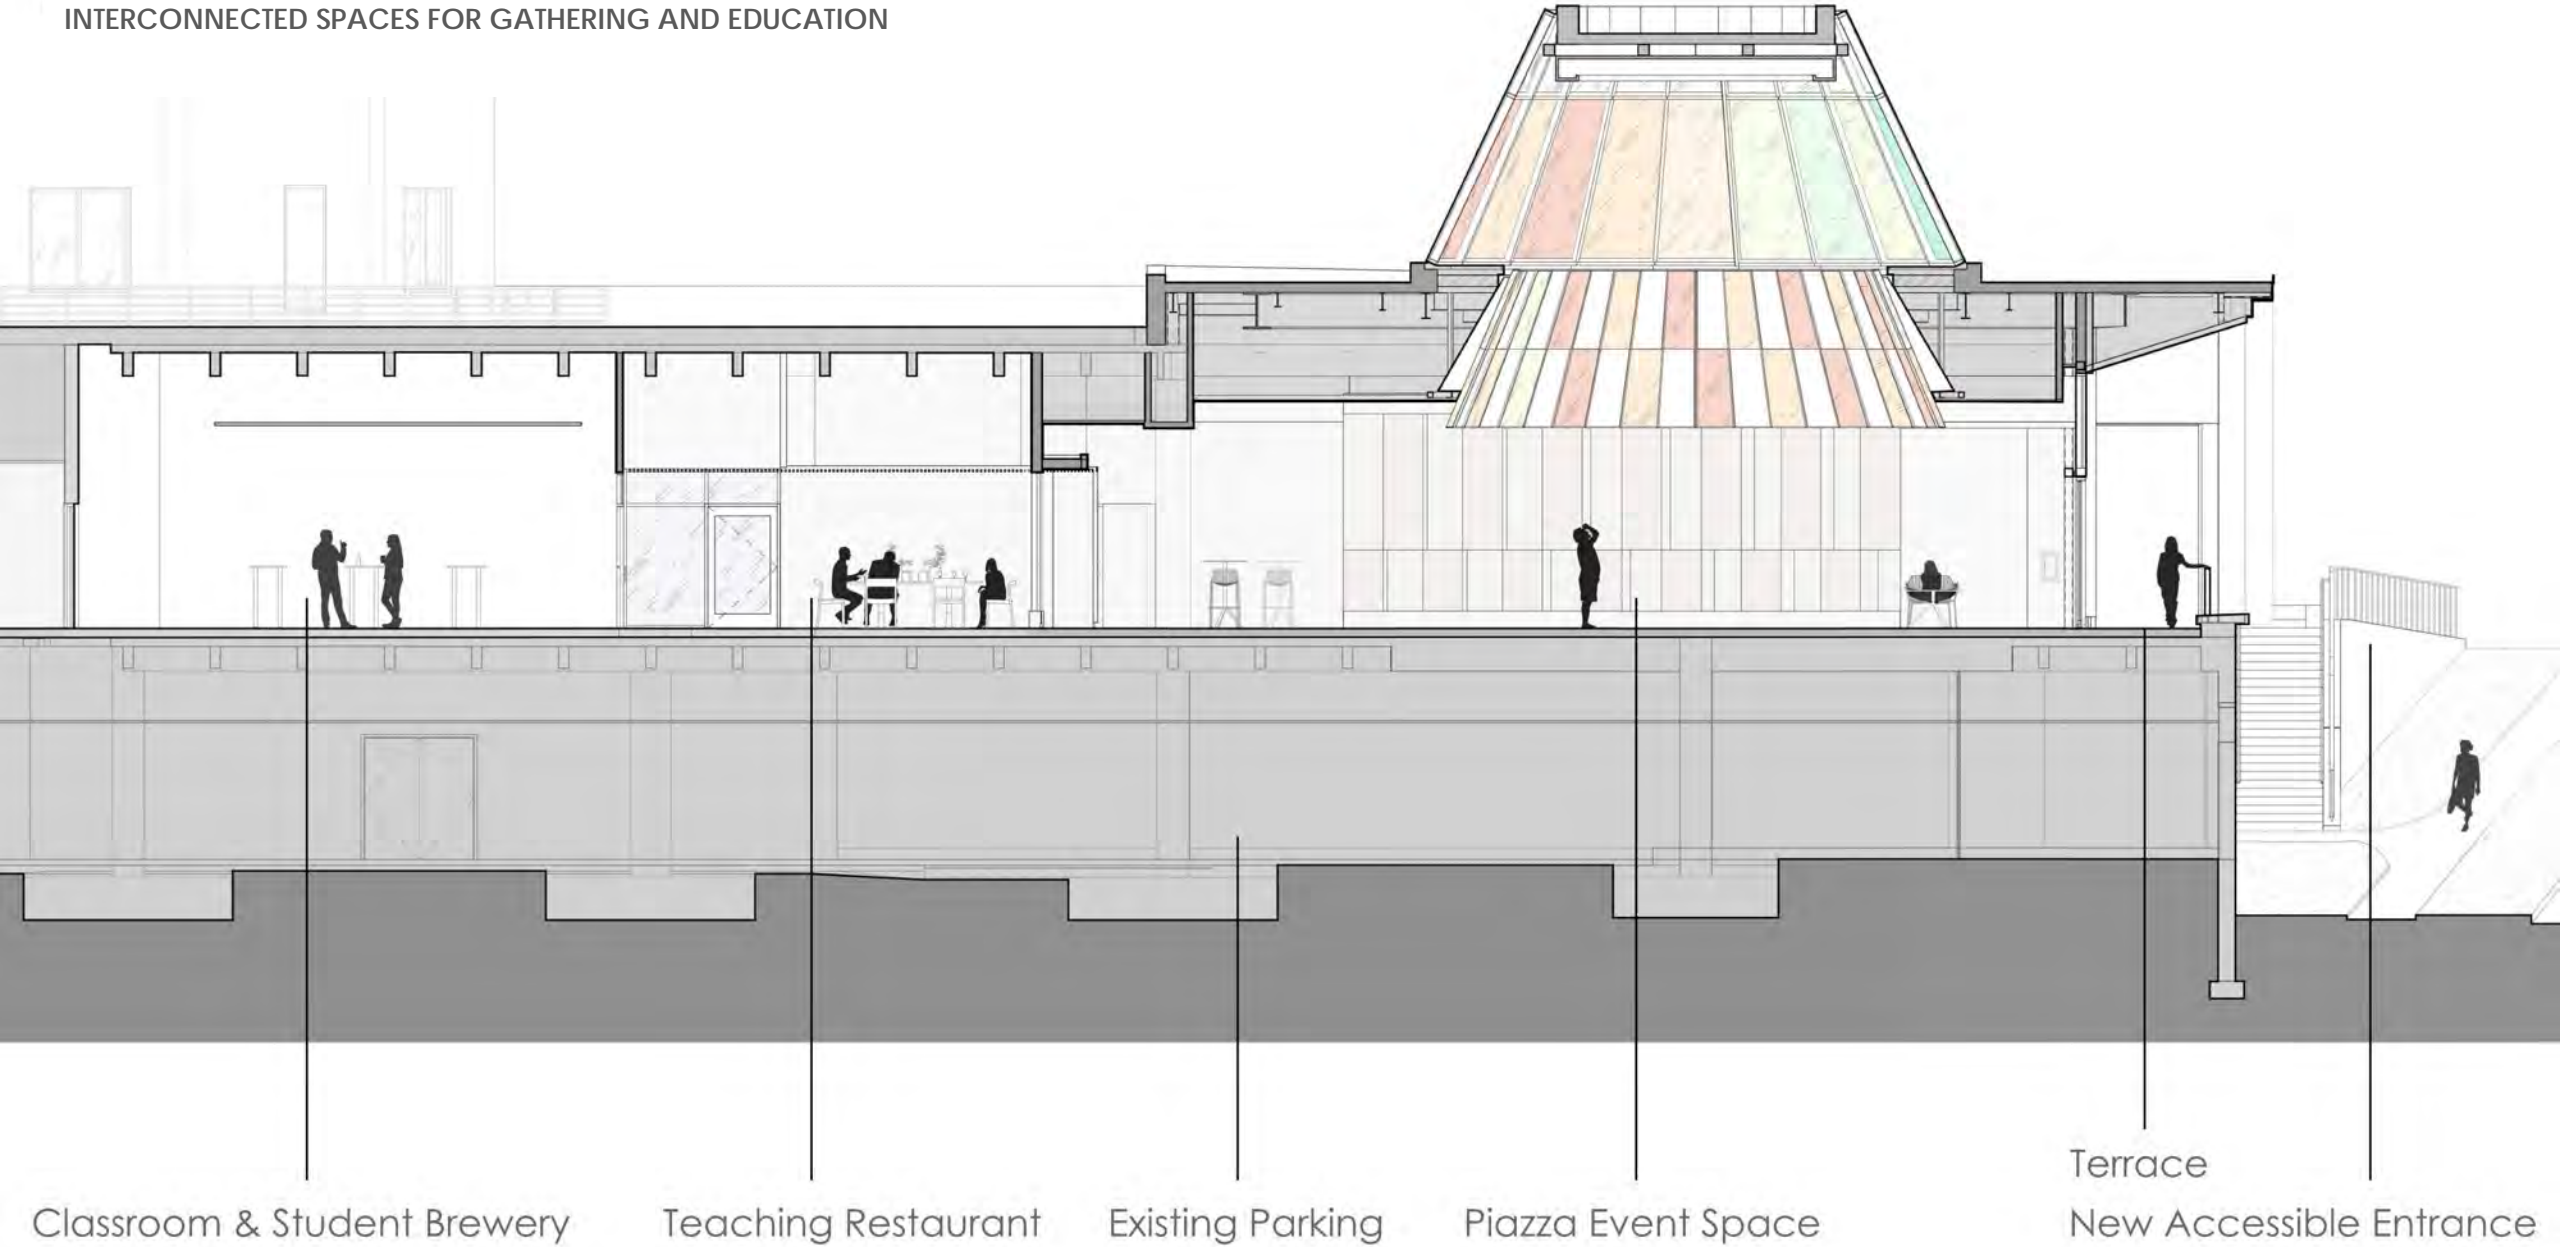 INTERCONNECTED SPACES FOR GATHERING AND EDUCATION
Classroom & Student Brewery
Teaching Restaurant
Existing Parking
Piazza Event Space
Terrace
New Accessible Entrance